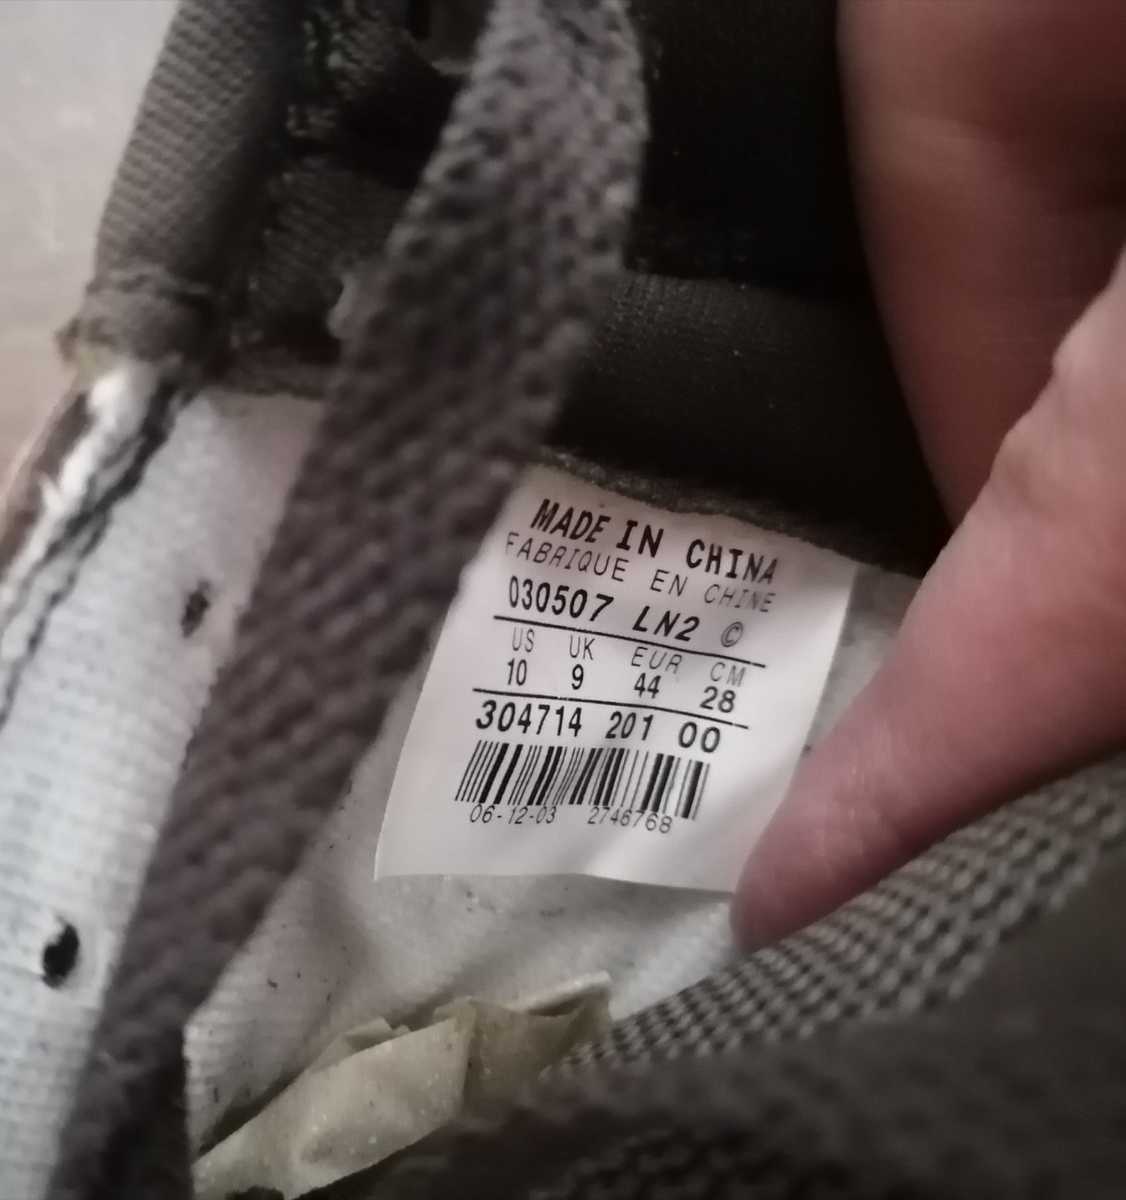 MADE IN CHINA
FABRIQUE EN CHINE
030507 LN2 ©
US UK EUR CM
10 9 44 28
304714 201 00
06-12-03 2746768